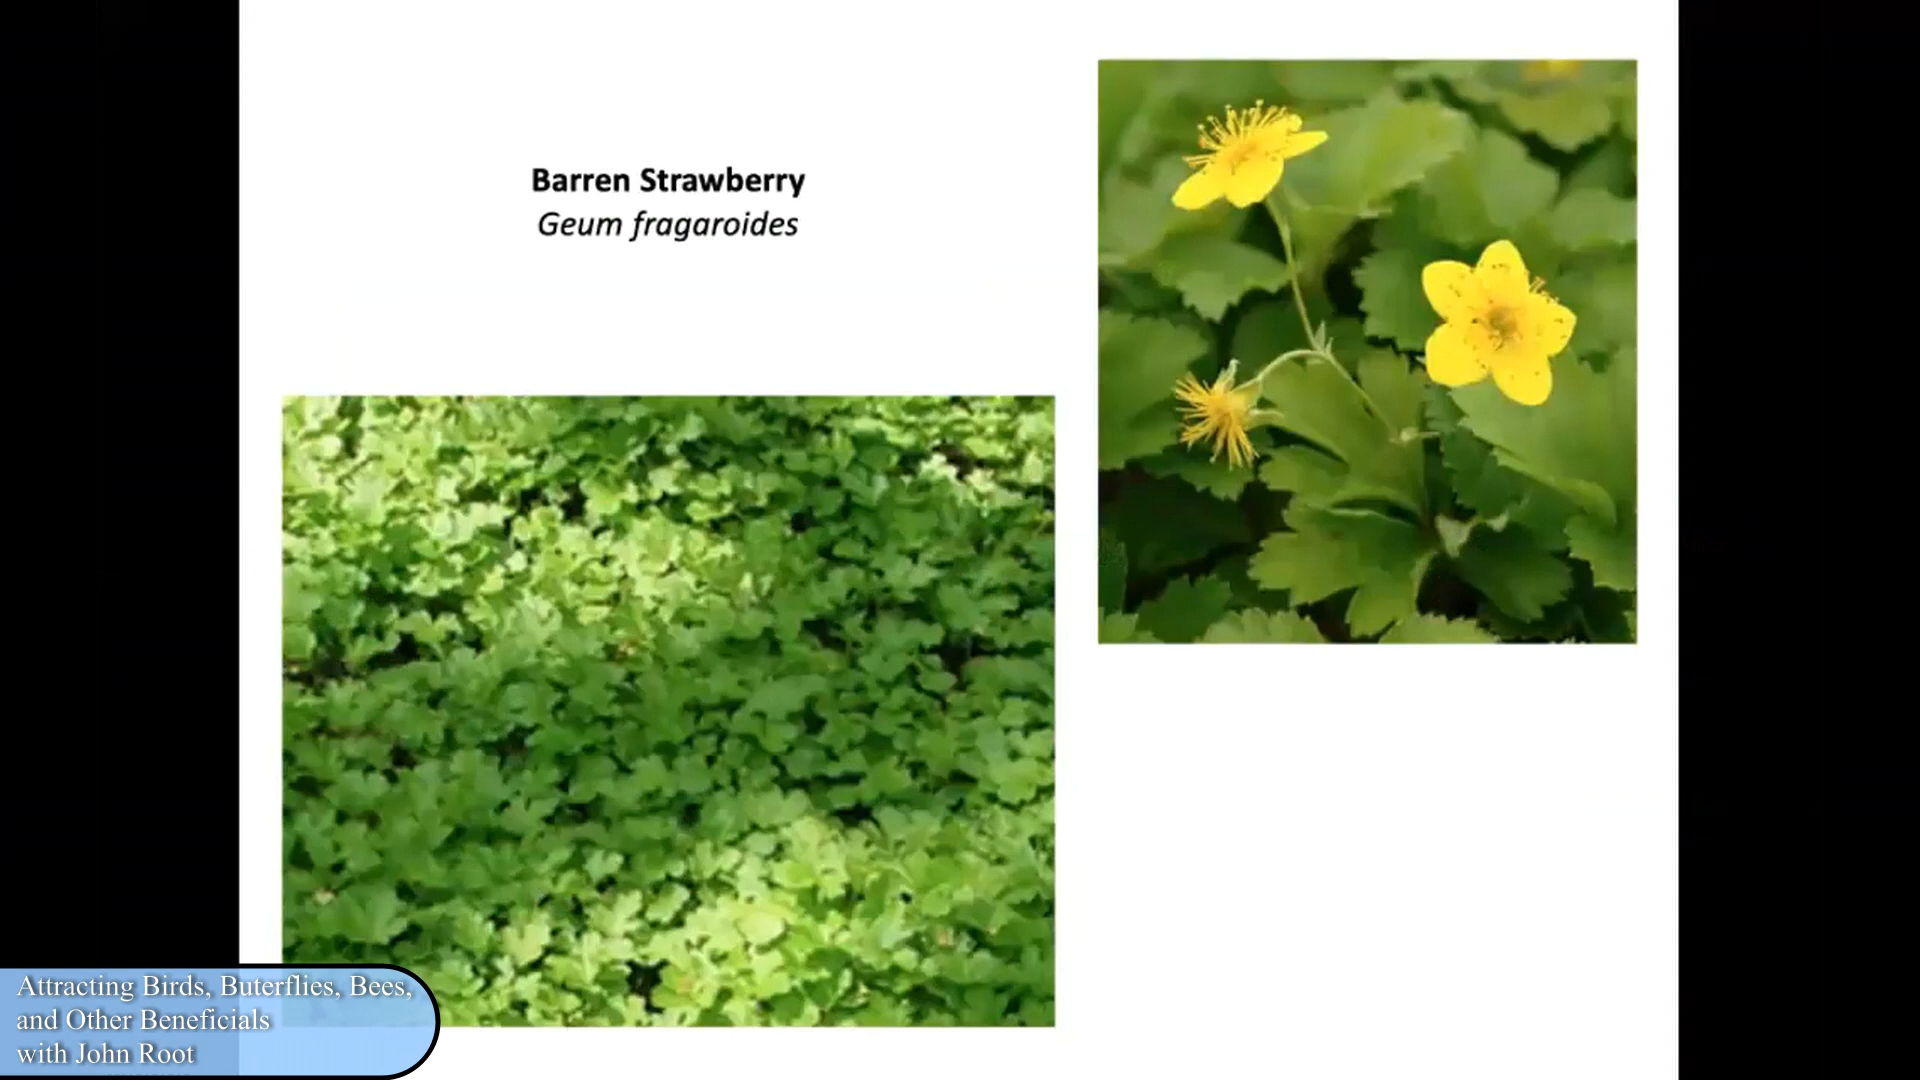 Barren Strawberry
Geum fragaroides
Attracting Birds, Buterflies, Bees,
and Other Beneficials
with John Root